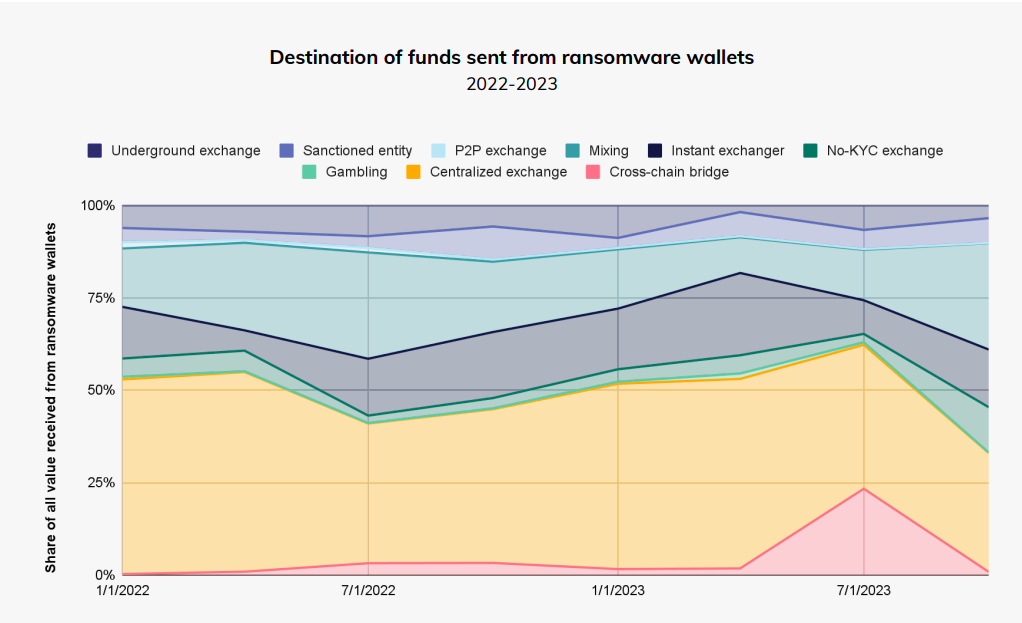 Destination of funds sent from ransomware wallets
2022-2023
Underground exchange Sanctioned entity P2P exchange Mixing Instant exchanger No-KYC exchange
Gambling Centralized exchange Cross-chain bridge
Share of all value received from ransomware wallets
100%
75%
50%
25%
0%
1/1/2022 7/1/2022 1/1/2023 7/1/2023